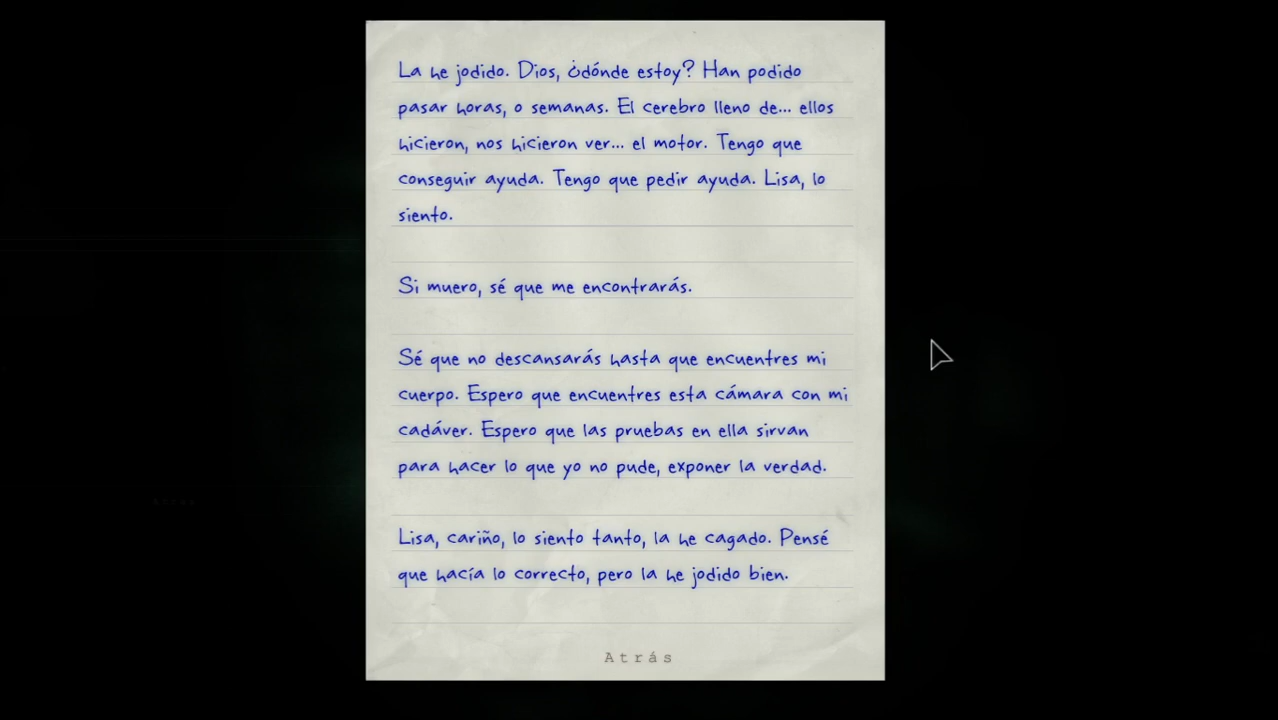 La he jodido. Dios, ¿dónde estoy? Han podido
pasar horas, o semanas. El cerebro lleno de... ellos
hicieron, nos hicieron ver... el motor. Tengo que
conseguir ayuda. Tengo que pedir ayuda. Lisa, lo
siento.
Si muero, sé que me encontrarás.
Sé que no descansarás hasta que encuentres mi
cuerpo. Espero que encuentres esta cámara con mi
cadáver. Espero que las pruebas en ella sirvan
para hacer lo que yo no pude, exponer la verdad.
Lisa, cariño, lo siento tanto, la he cagado. Pensé
que hacía lo correcto, pero la he jodido bien.
Atrás